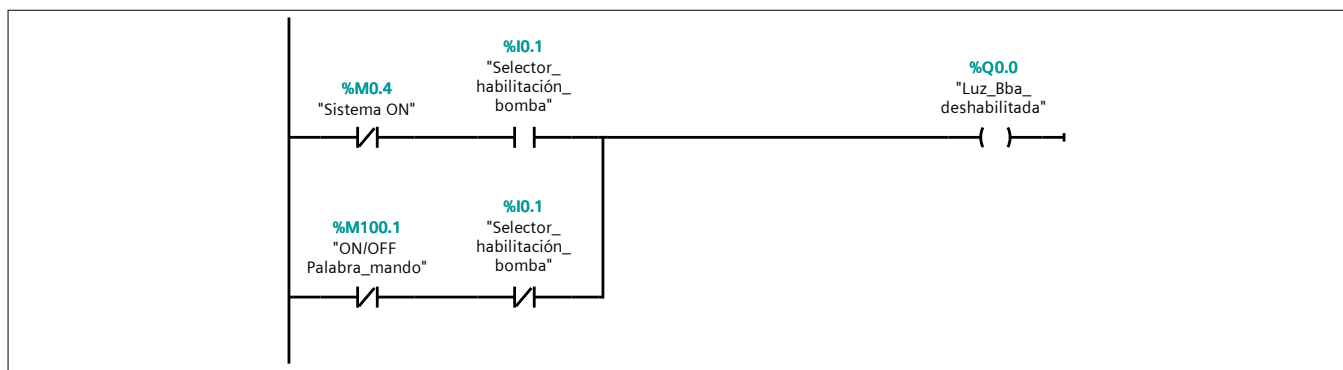 %M0.4
"Sistema ON"
%I0.1
"Selector_
habilitación_
bomba"
%Q0.0
"Luz_Bba_
deshabilitada"
%M100.1
"ON/OFF
Palabra_mando"
%I0.1
"Selector_
habilitación_
bomba"